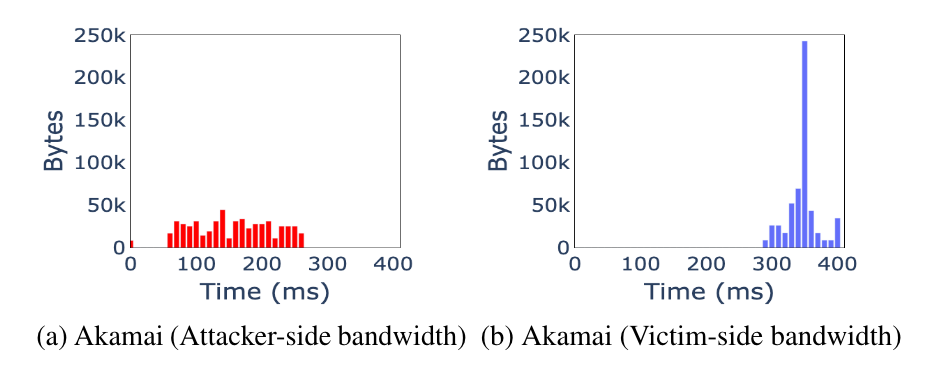 250k
200k
150k
100k
50k
0
Bytes
0 100 200 300 400
Time (ms)
(a) Akamai (Attacker-side bandwidth)
250k
200k
150k
100k
50k
0
Bytes
0 100 200 300 400
Time (ms)
(b) Akamai (Victim-side bandwidth)